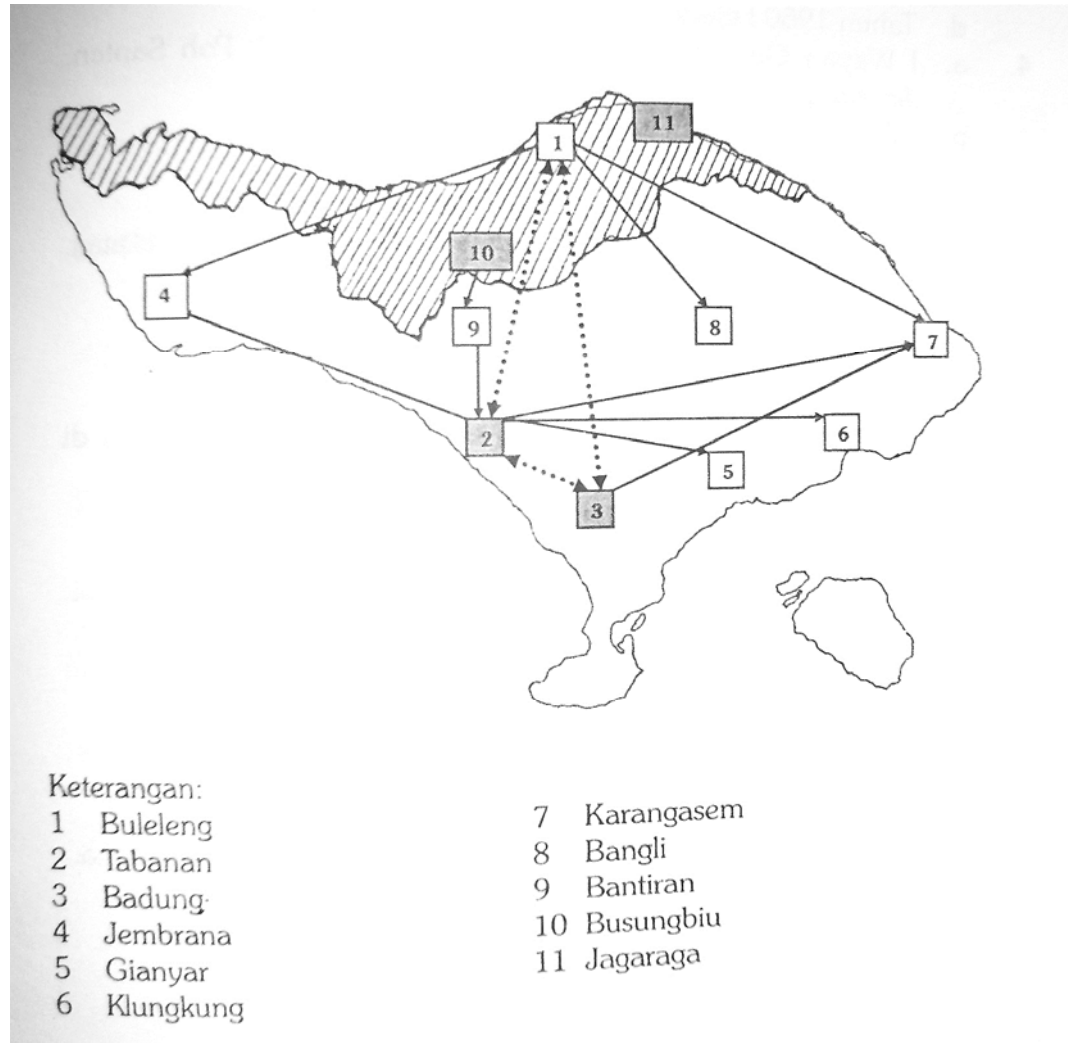 1
11
10
4
9
8
7
2
6
5
3
Keterangan:
1 Buleleng
2 Tabanan
3 Badung
4 Jembrana
5 Gianyar
6 Klungkung
7 Karangasem
8 Bangli
9 Bantiran
10 Busungbiu
11 Jagaraga